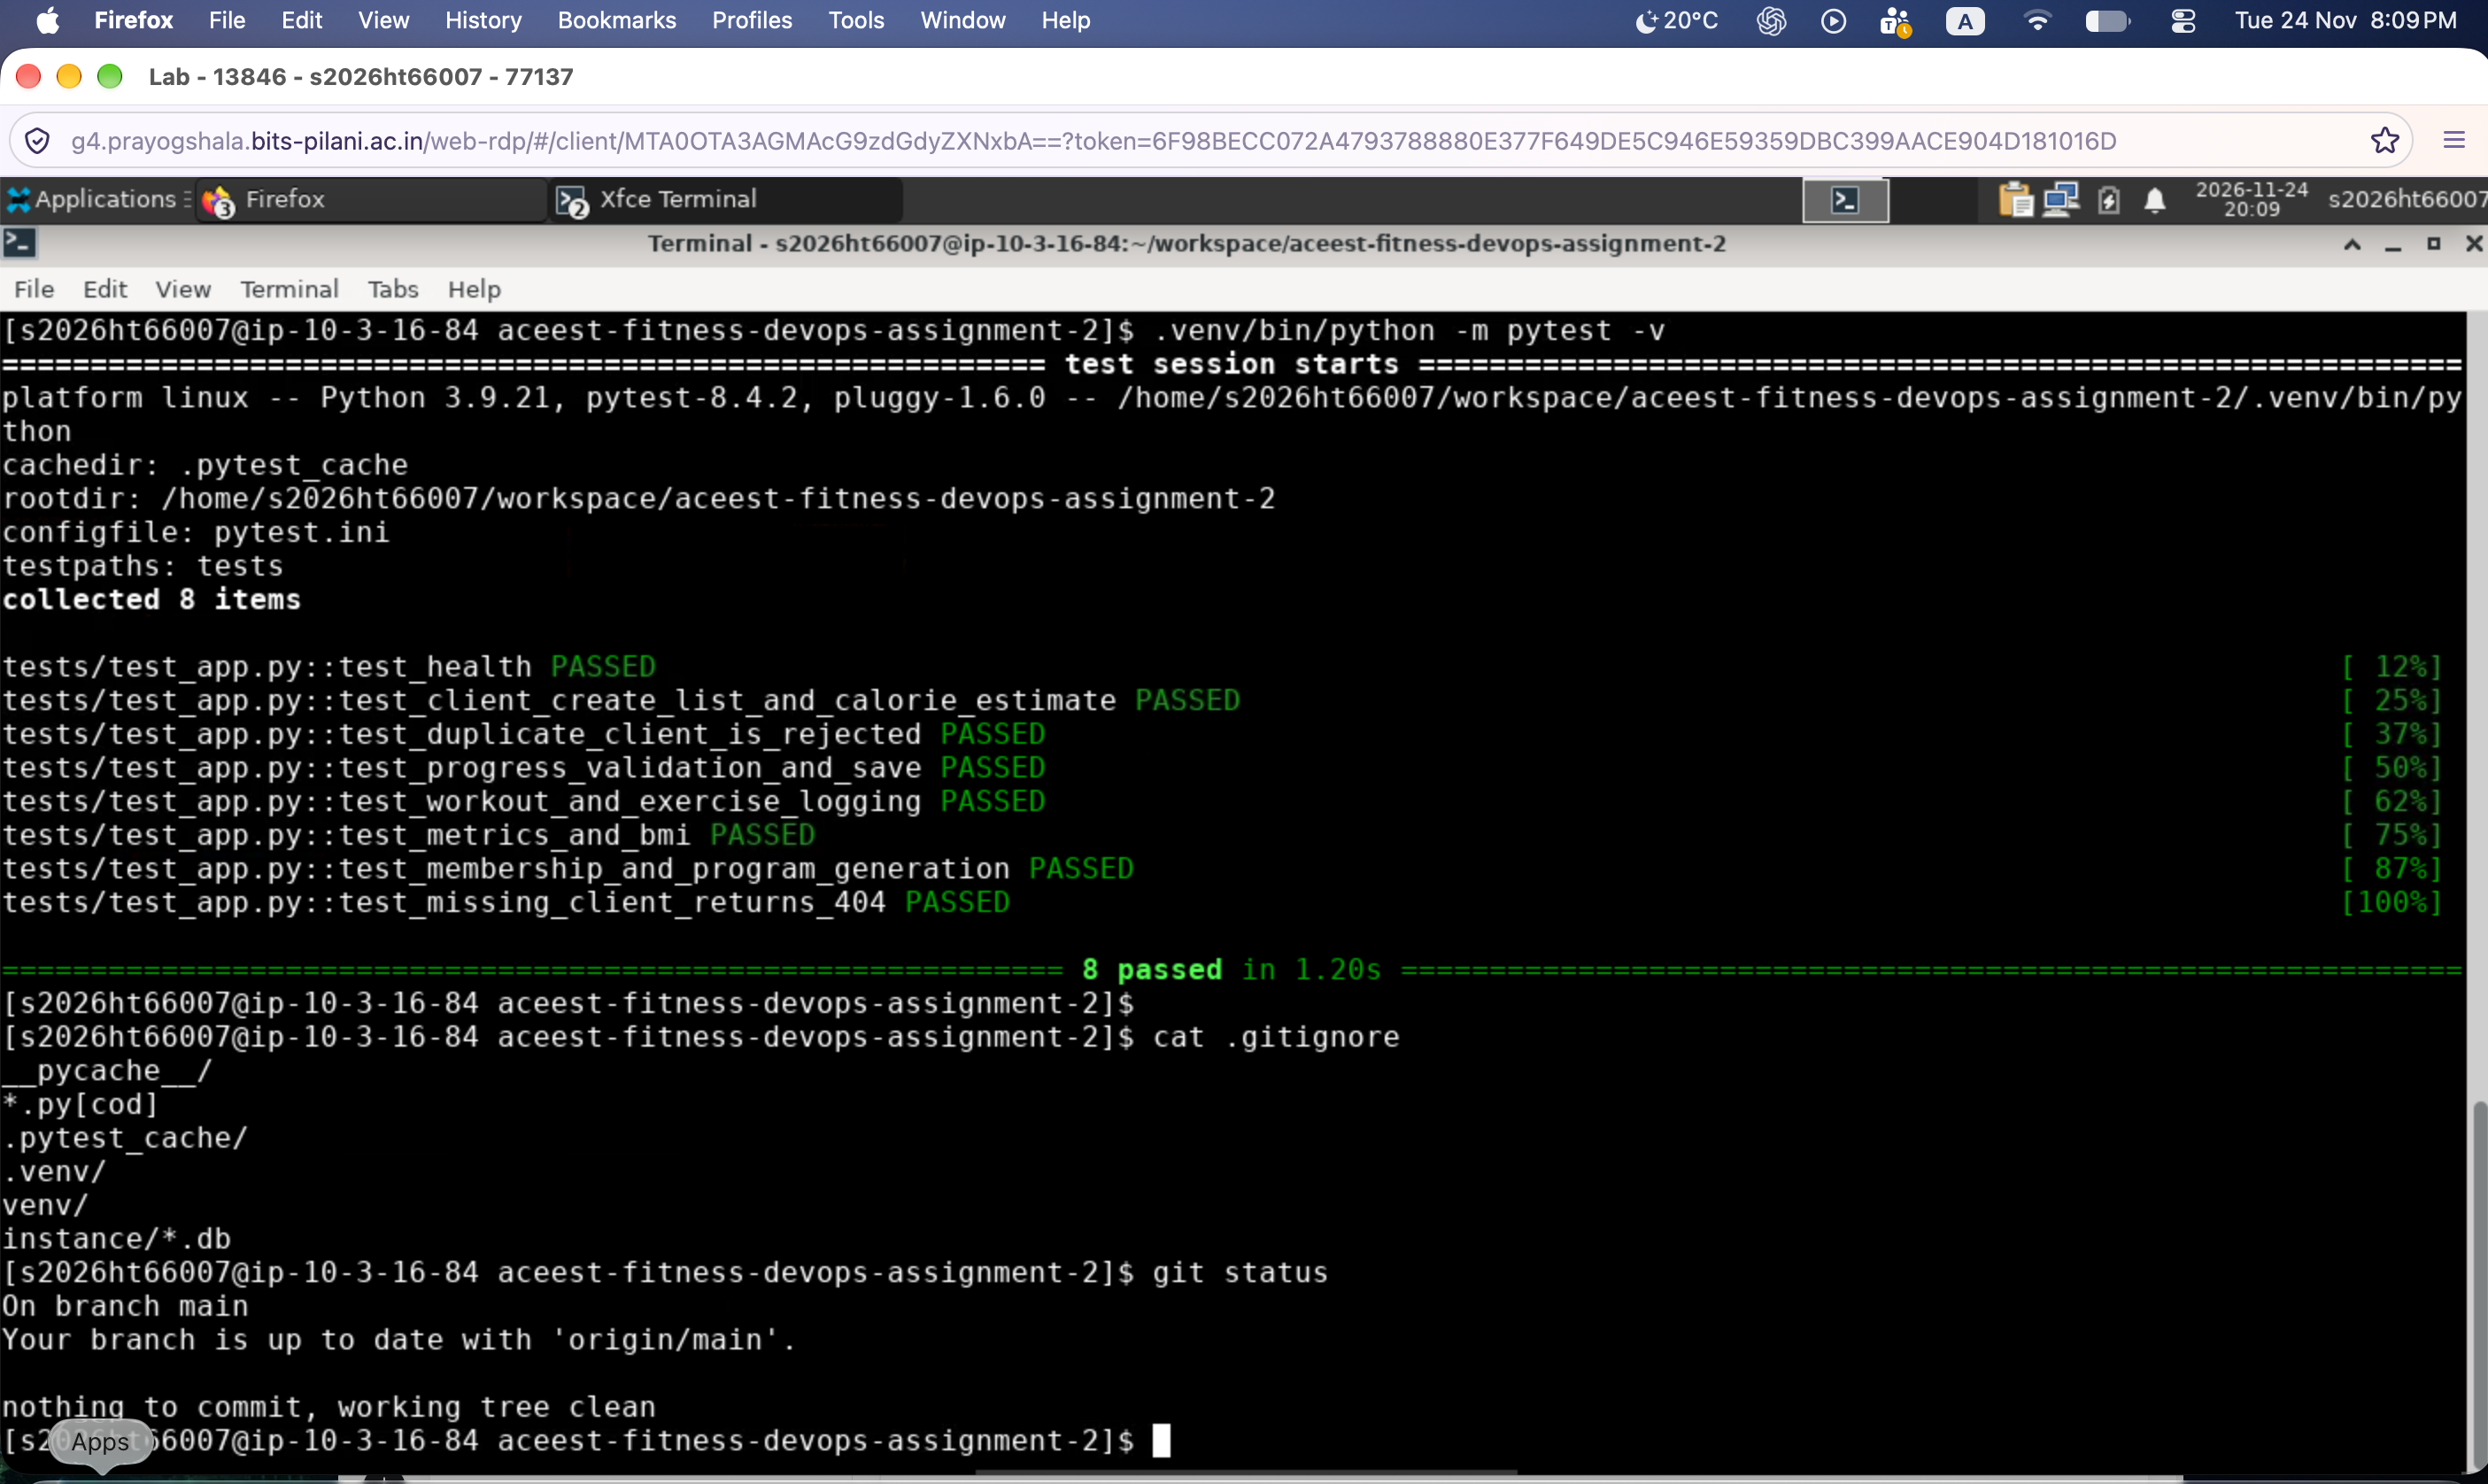 Firefox File Edit View History Bookmarks Profiles Tools Window Help 20°C A Tue 24 Nov 8:09 PM
Lab - 13846 - s2026ht66007 - 77137
g4.prayogshala.bits-pilani.ac.in/web-rdp/#/client/MTA0OTA3AGMAcG9zdGdyZXNxbA==?token=6F98BECC072A4793788880E377F649DE5C946E59359DBC399AACE904D181016D
Applications 3 Firefox 2 Xfce Terminal 2026-11-24 20:09 s2026ht66007
Terminal - s2026ht66007@ip-10-3-16-84:~/workspace/aceest-fitness-devops-assignment-2
File Edit View Terminal Tabs Help
[s2026ht66007@ip-10-3-16-84 aceest-fitness-devops-assignment-2]$ .venv/bin/python -m pytest -v
=========================================================== test session starts ===========================================================
platform linux -- Python 3.9.21, pytest-8.4.2, pluggy-1.6.0 -- /home/s2026ht66007/workspace/aceest-fitness-devops-assignment-2/.venv/bin/py
thon
cachedir: .pytest_cache
rootdir: /home/s2026ht66007/workspace/aceest-fitness-devops-assignment-2
configfile: pytest.ini
testpaths: tests
collected 8 items
tests/test_app.py::test_health PASSED [ 12%]
tests/test_app.py::test_client_create_list_and_calorie_estimate PASSED [ 25%]
tests/test_app.py::test_duplicate_client_is_rejected PASSED [ 37%]
tests/test_app.py::test_progress_validation_and_save PASSED [ 50%]
tests/test_app.py::test_workout_and_exercise_logging PASSED [ 62%]
tests/test_app.py::test_metrics_and_bmi PASSED [ 75%]
tests/test_app.py::test_membership_and_program_generation PASSED [ 87%]
tests/test_app.py::test_missing_client_returns_404 PASSED [100%]
============================================================ 8 passed in 1.20s ============================================================
[s2026ht66007@ip-10-3-16-84 aceest-fitness-devops-assignment-2]$
[s2026ht66007@ip-10-3-16-84 aceest-fitness-devops-assignment-2]$ cat .gitignore
__pycache__/
*.py[cod]
.pytest_cache/
.venv/
venv/
instance/*.db
[s2026ht66007@ip-10-3-16-84 aceest-fitness-devops-assignment-2]$ git status
On branch main
Your branch is up to date with 'origin/main'.
nothing to commit, working tree clean
[s2026ht66007@ip-10-3-16-84 aceest-fitness-devops-assignment-2]$
Apps